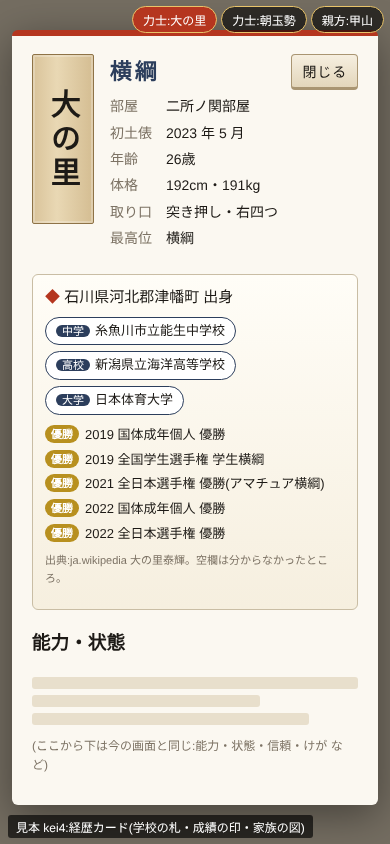 力士:大の里 力士:朝玉勢 親方:甲山
大の里
横綱
閉じる
部屋 二所ノ関部屋
初土俵 2023 年 5 月
年齢 26歳
体格 192cm・191kg
取り口 突き押し・右四つ
最高位 横綱
◆ 石川県河北郡津幡町 出身
中学 糸魚川市立能生中学校
高校 新潟県立海洋高等学校
大学 日本体育大学
優勝 2019 国体成年個人 優勝
優勝 2019 全国学生選手権 学生横綱
優勝 2021 全日本選手権 優勝(アマチュア横綱)
優勝 2022 国体成年個人 優勝
優勝 2022 全日本選手権 優勝
出典:ja.wikipedia 大の里泰輝。空欄は分からなかったとこ
ろ。
能力・状態
(ここから下は今の画面と同じ:能力・状態・信頼・けが な
ど)
見本 kei4:経歴カード(学校の札・成績の印・家族の図)